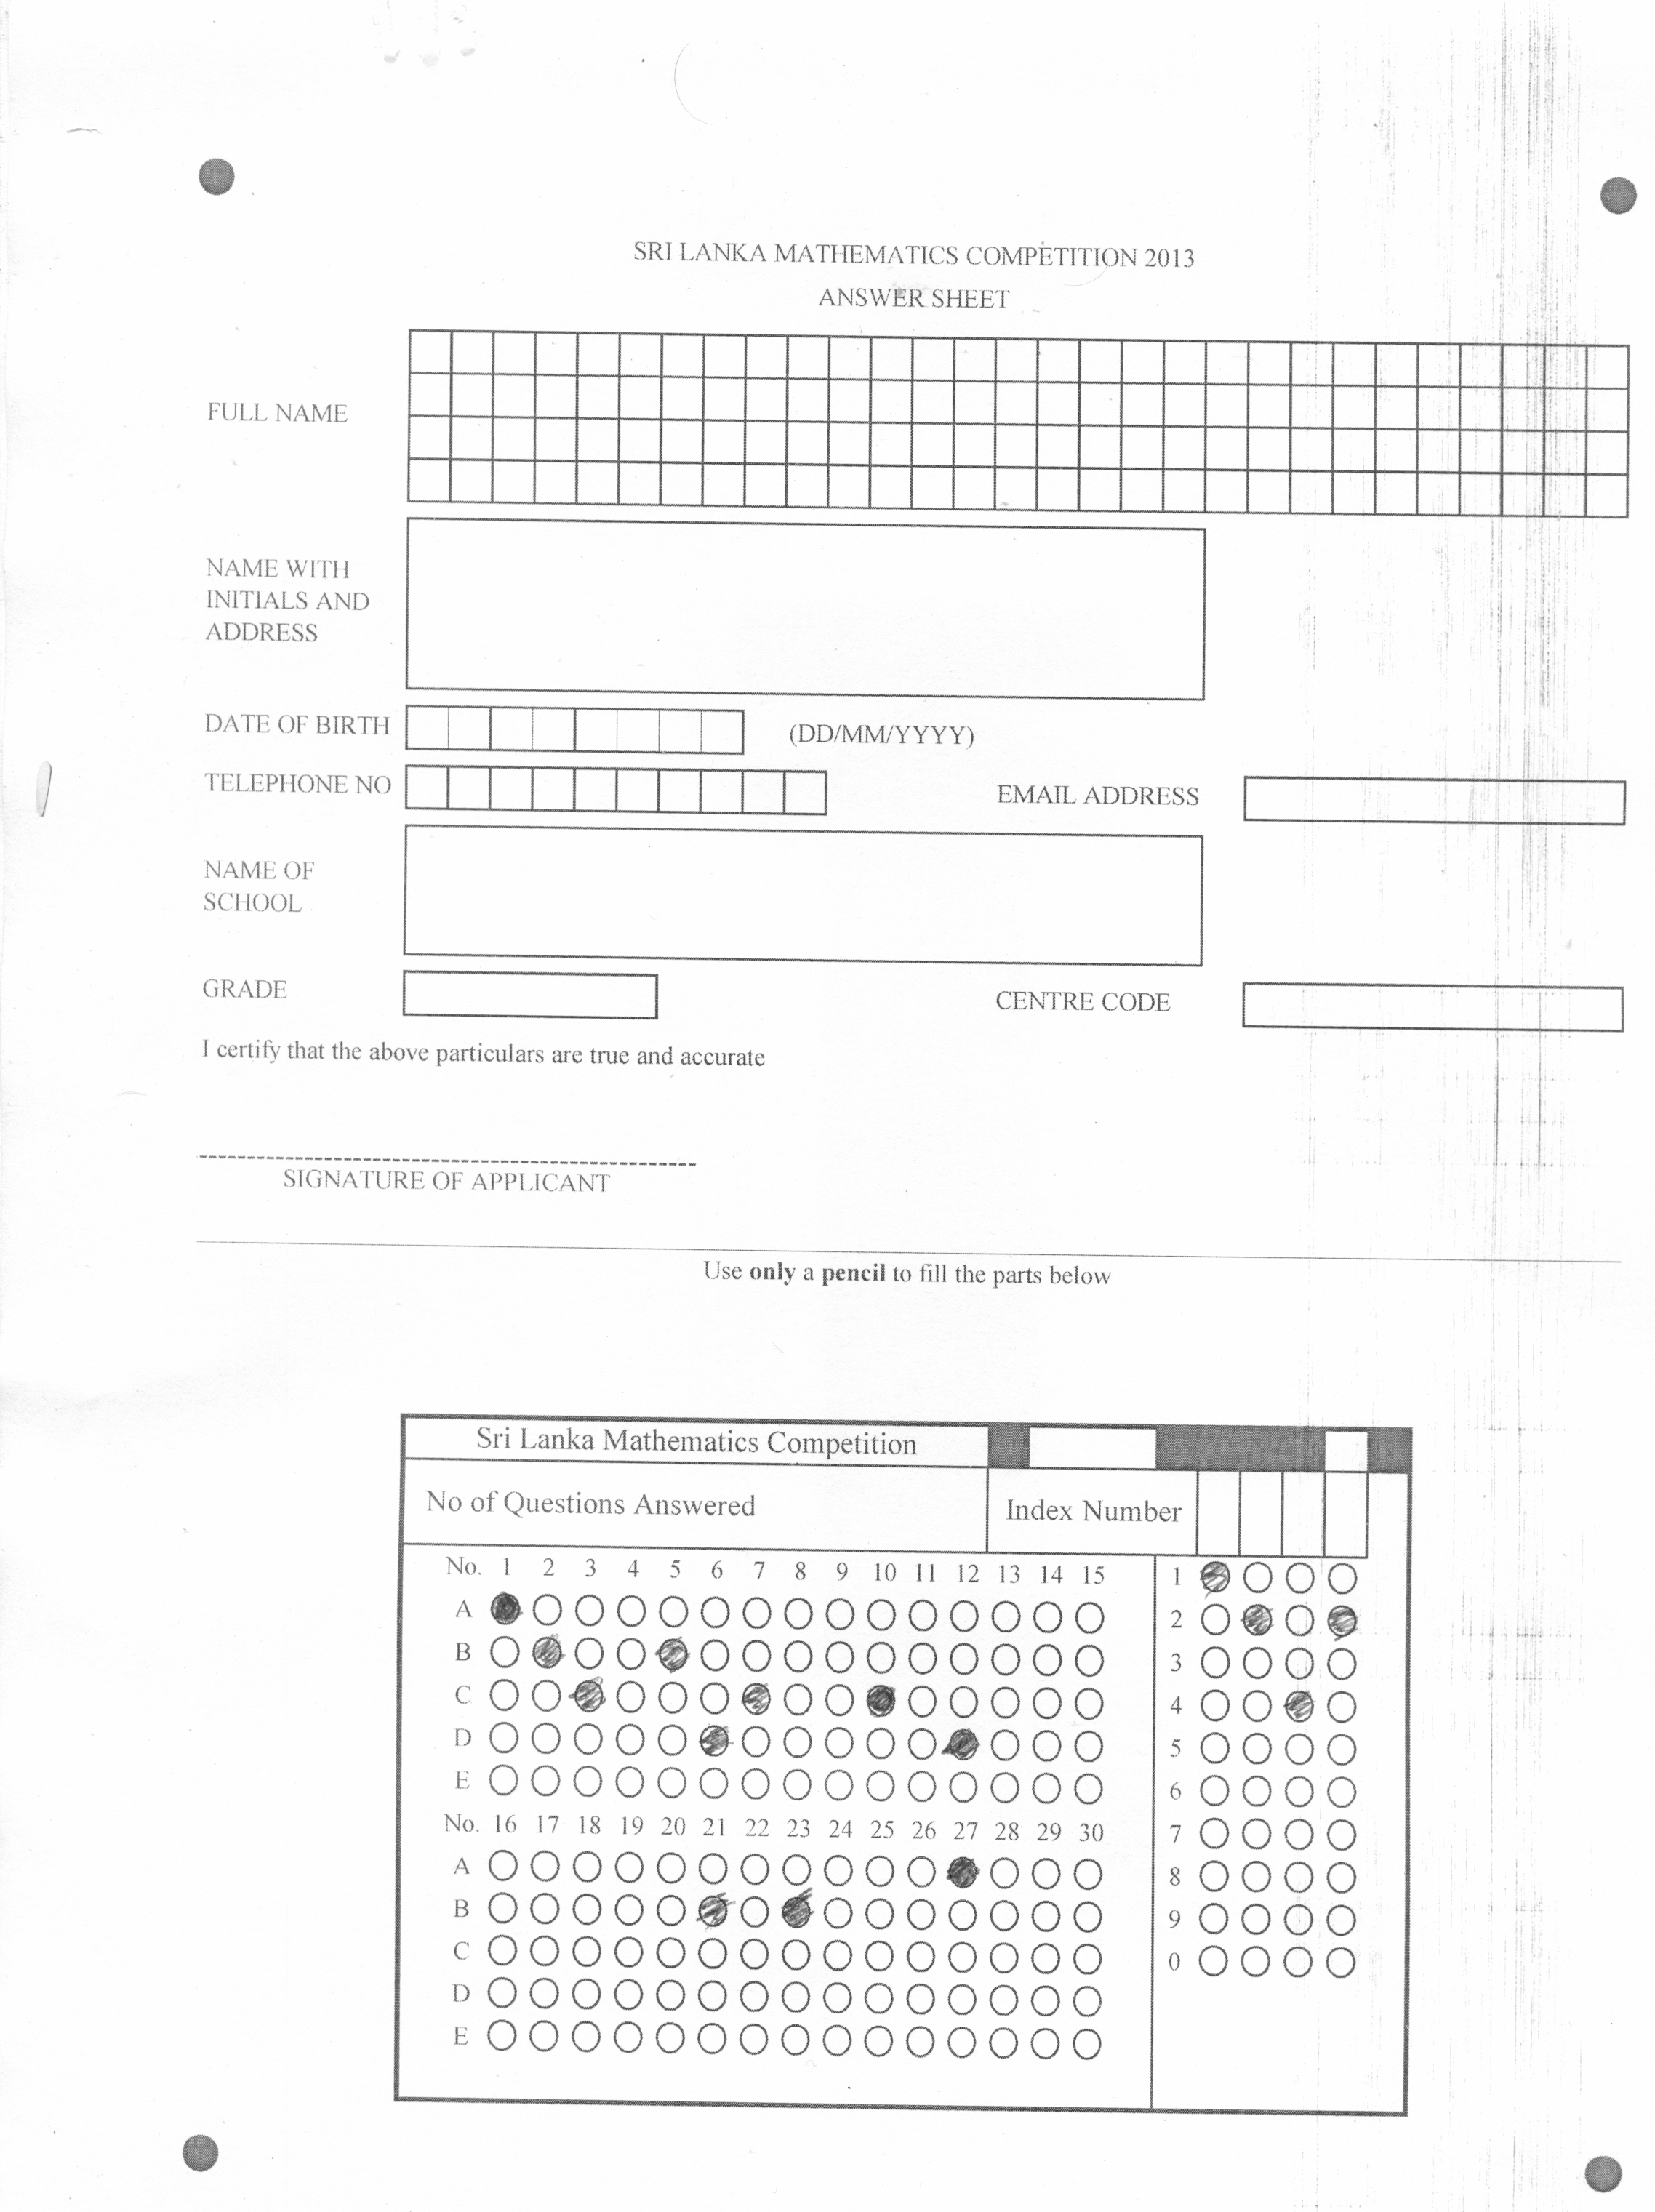 SRI LANKA MATHEMATICS COMPETITION 2013
ANSWER SHEET
FULL NAME
NAME WITH
INITIALS AND
ADDRESS
DATE OF BIRTH
(DD/MM/YYYY)
TELEPHONE NO
EMAIL ADDRESS
NAME OF
SCHOOL
GRADE
CENTRE CODE
I certify that the above particulars are true and accurate
SIGNATURE OF APPLICANT
Use only a pencil to fill the parts below
Sri Lanka Mathematics Competition
No of Questions Answered
Index Number
No. 1 2 3 4 5 6 7 8 9 10 11 12 13 14 15
A
B
C
D
E
No. 16 17 18 19 20 21 22 23 24 25 26 27 28 29 30
A
B
C
D
E
1
2
3
4
5
6
7
8
9
0